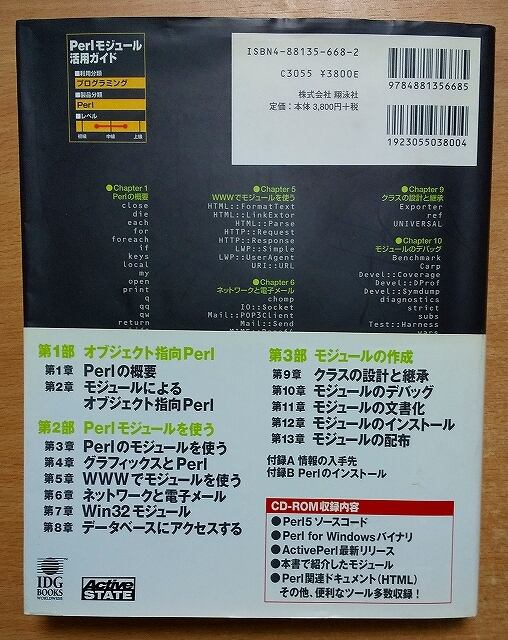 Perlモジュール
活用ガイド
■利用分類
プログラミング
■製品分類
Perl
■レベル
初級 中級 上級
ISBN4-88135-668-2
C3055 ¥3800E
株式会社 翔泳社
定価:本体3,800円+税
9784881356685
1923055038004
●Chapter 1
Perlの概要
close
die
each
for
foreach
if
keys
local
my
open
print
q
qq
qw
return
●Chapter 5
WWWでモジュールを使う
HTML::FormatText
HTML::LinkExtor
HTML::Parse
HTTP::Request
HTTP::Response
LWP::Simple
LWP::UserAgent
URI::URL
●Chapter 6
ネットワークと電子メール
chomp
IO::Socket
Mail::POP3Client
Mail::Send
●Chapter 9
クラスの設計と継承
Exporter
ref
UNIVERSAL
●Chapter 10
モジュールのデバッグ
Benchmark
Carp
Devel::Coverage
Devel::DProf
Devel::Symdump
diagnostics
strict
subs
Test::Harness
vars
第1部 オブジェクト指向Perl
第1章 Perlの概要
第2章 モジュールによる
オブジェクト指向Perl
第2部 Perlモジュールを使う
第3章 Perlのモジュールを使う
第4章 グラフィックスとPerl
第5章 WWWでモジュールを使う
第6章 ネットワークと電子メール
第7章 Win32モジュール
第8章 データベースにアクセスする
第3部 モジュールの作成
第9章 クラスの設計と継承
第10章 モジュールのデバッグ
第11章 モジュールの文書化
第12章 モジュールのインストール
第13章 モジュールの配布
付録A 情報の入手先
付録B Perlのインストール
CD-ROM収録内容
●Perl5 ソースコード
●Perl for Windowsバイナリ
●ActivePerl最新リリース
●本書で紹介したモジュール
●Perl関連ドキュメント(HTML)
その他、便利なツール多数収録!
IDG
BOOKS
WORLDWIDE
Active
STATE